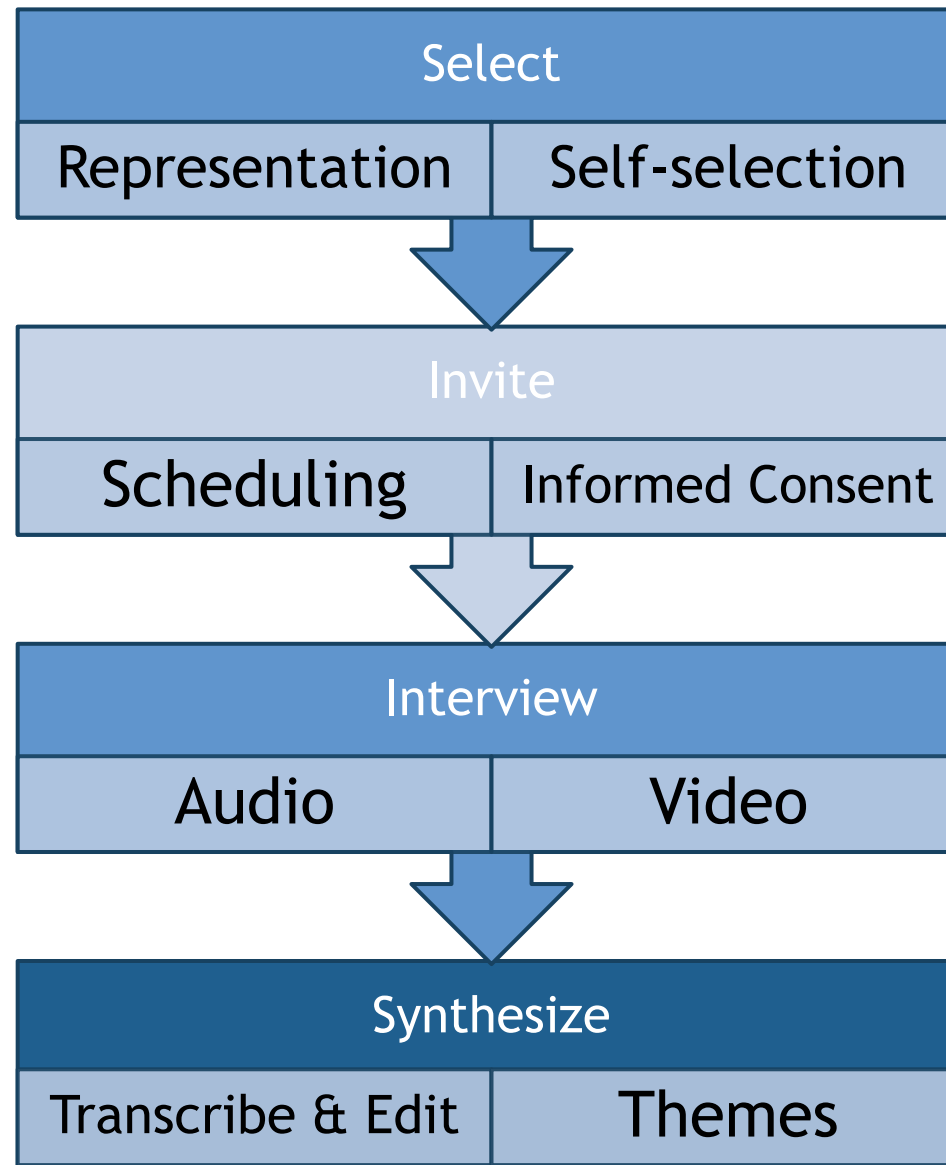 Select
Representation Self-selection
Invite
Scheduling Informed Consent
Interview
Audio Video
Synthesize
Transcribe & Edit Themes